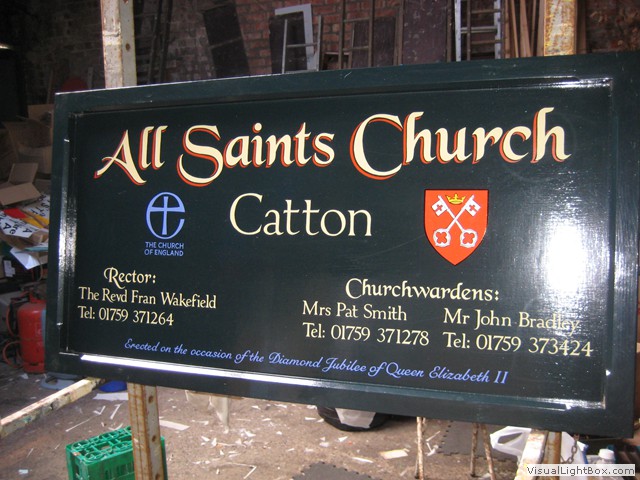 All Saints Church
Catton
THE CHURCH
OF ENGLAND
Rector:
The Revd Fran Wakefield
Tel: 01759 371264
Churchwardens:
Mrs Pat Smith
Tel: 01759 371278
Mr John Bradley
Tel: 01759 373424
Erected on the occasion of the Diamond Jubilee of Queen Elizabeth II
VisualLightBox.com